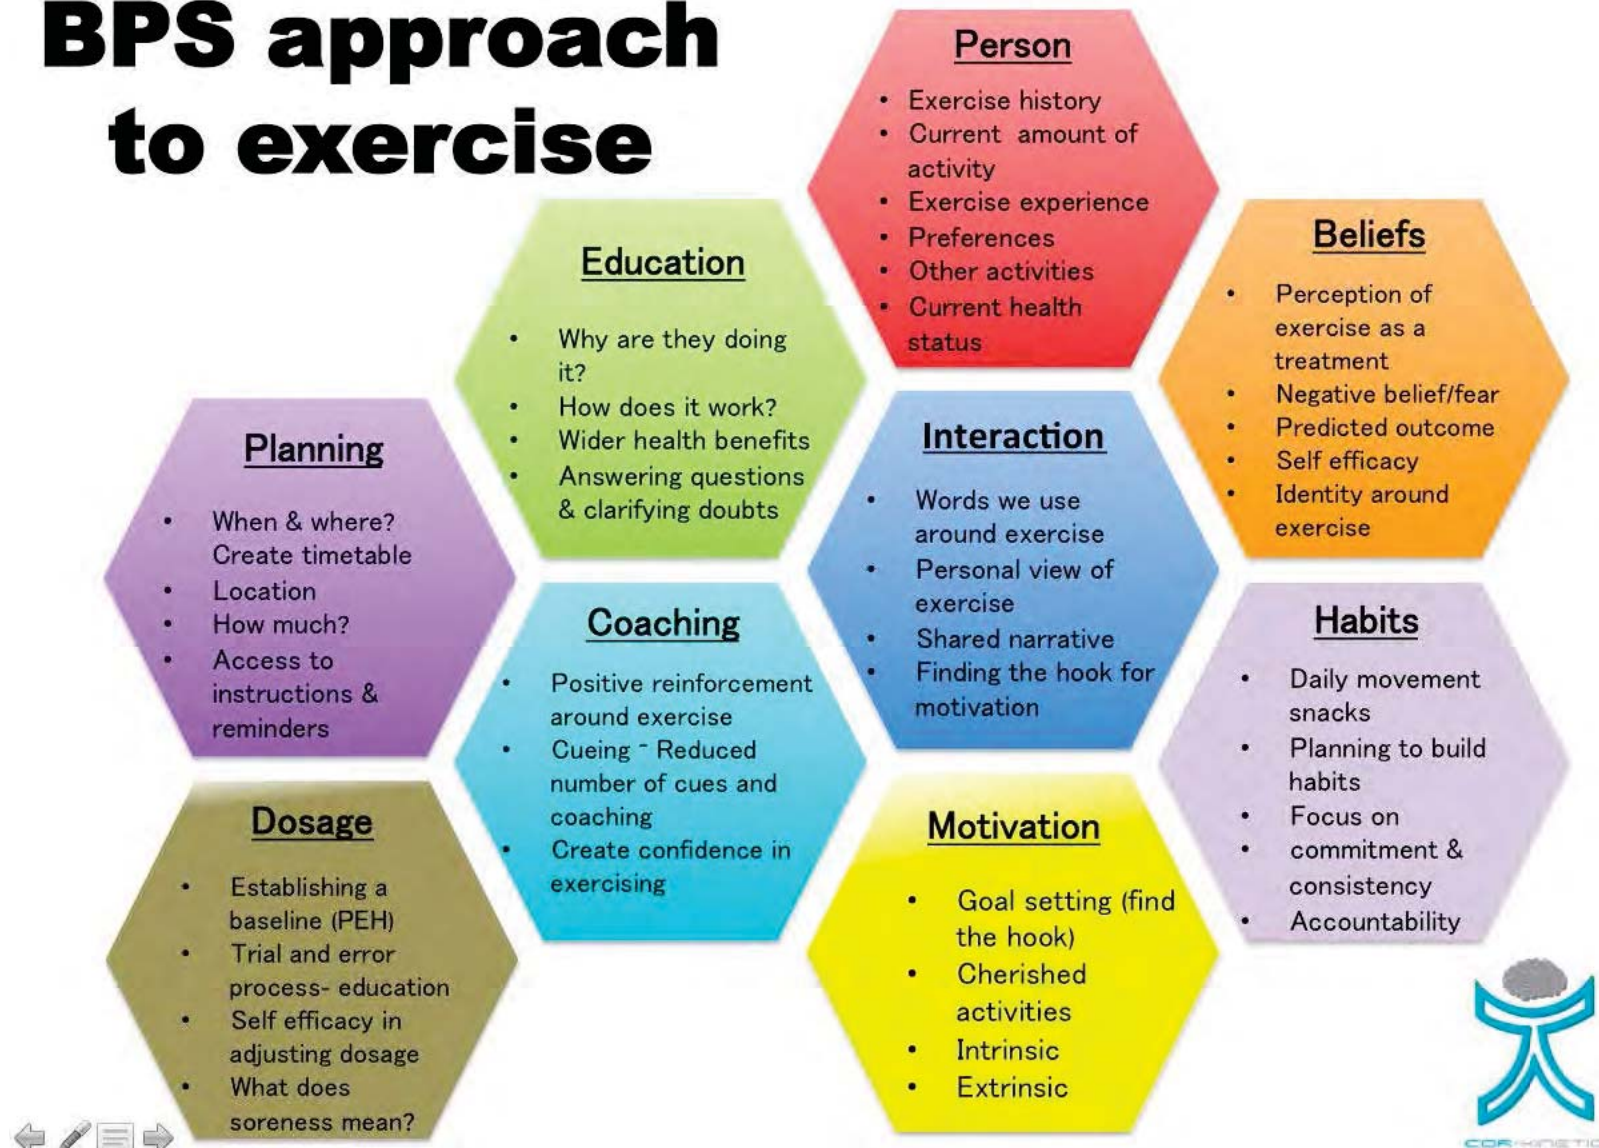 BPS approach
to exercise
Person
• Exercise history
• Current amount of
activity
• Exercise experience
• Preferences
• Other activities
• Current health
status
Education
• Why are they doing
it?
• How does it work?
• Wider health benefits
• Answering questions
& clarifying doubts
Beliefs
• Perception of
exercise as a
treatment
• Negative belief/fear
• Predicted outcome
• Self efficacy
• Identity around
exercise
Planning
• When & where?
Create timetable
• Location
• How much?
• Access to
instructions &
reminders
Interaction
• Words we use
around exercise
• Personal view of
exercise
• Shared narrative
• Finding the hook for
motivation
Coaching
• Positive reinforcement
around exercise
• Cueing - Reduced
number of cues and
coaching
• Create confidence in
exercising
Habits
• Daily movement
snacks
• Planning to build
habits
• Focus on
• commitment &
consistency
• Accountability
Dosage
• Establishing a
baseline (PEH)
• Trial and error
process- education
• Self efficacy in
adjusting dosage
• What does
soreness mean?
Motivation
• Goal setting (find
the hook)
• Cherished
activities
• Intrinsic
• Extrinsic